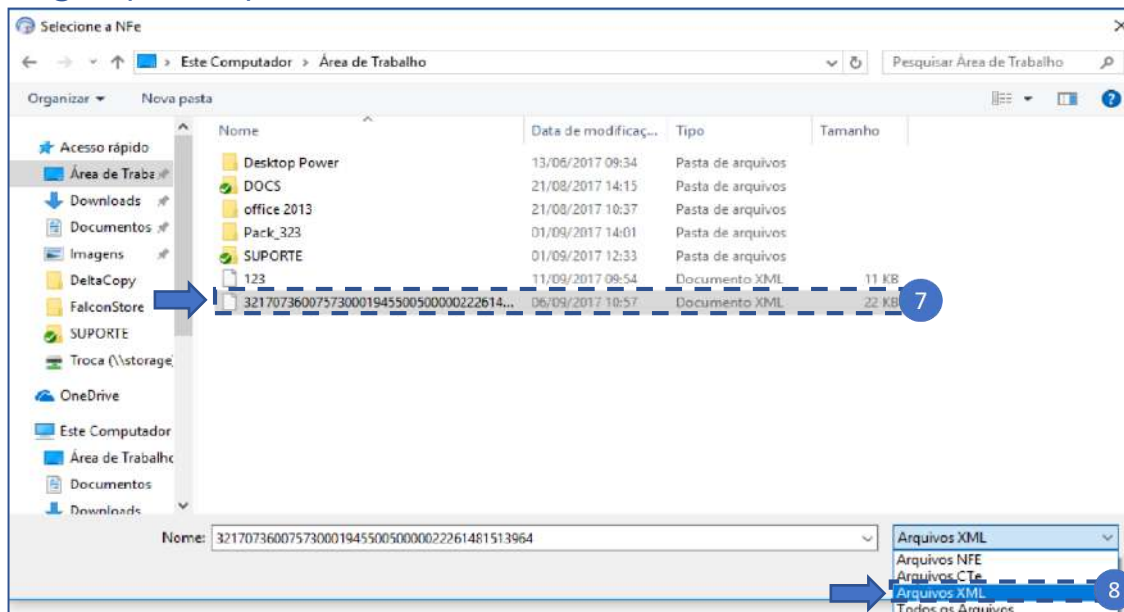 Selecione a NFe
Este Computador > Área de Trabalho
Pesquisar Área de Trabalho
Organizar
Nova pasta
Nome
Data de modificaç...
Tipo
Tamanho
Acesso rápido
Área de Traba
Downloads
Documentos
Imagens
DeltaCopy
FalconStore
SUPORTE
Troca (\\storage
OneDrive
Este Computador
Área de Trabalhc
Documentos
Downloads
Desktop Power 13/06/2017 09:34 Pasta de arquivos
DOCS 21/08/2017 14:15 Pasta de arquivos
office 2013 21/08/2017 10:37 Pasta de arquivos
Pack_323 01/09/2017 14:01 Pasta de arquivos
SUPORTE 01/09/2017 12:33 Pasta de arquivos
123 11/09/2017 09:54 Documento XML 11 KB
32170736007573000194550050000022261​4... 06/09/2017 10:57 Documento XML 22 KB
7
Nome: 32170736007573000194550050000022261481513964
Arquivos XML
Arquivos NFE
Arquivos CTe
Arquivos XML
8
Todos os Arquivos